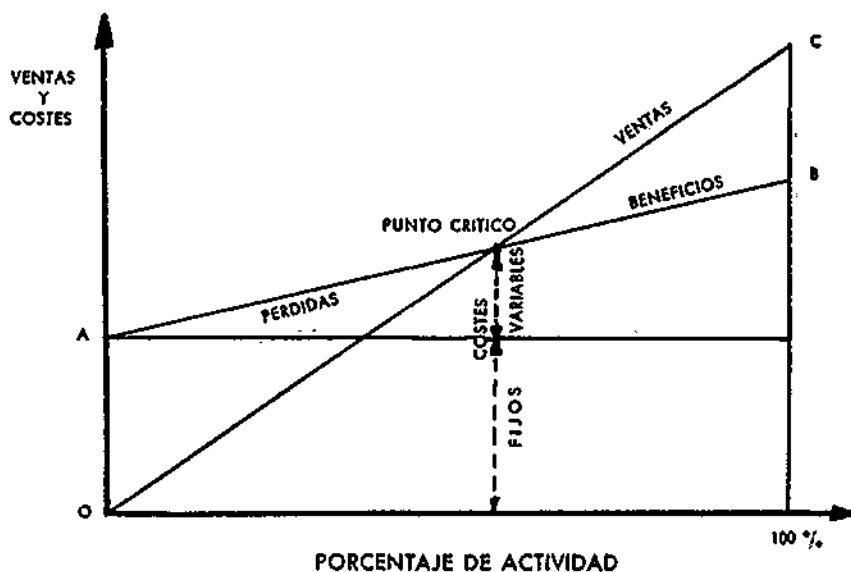 VENTAS
Y
COSTES
C
VENTAS
B
BENEFICIOS
PUNTO CRITICO
PERDIDAS
COSTES
VARIABLES
A
FIJOS
O
100 %
PORCENTAJE DE ACTIVIDAD